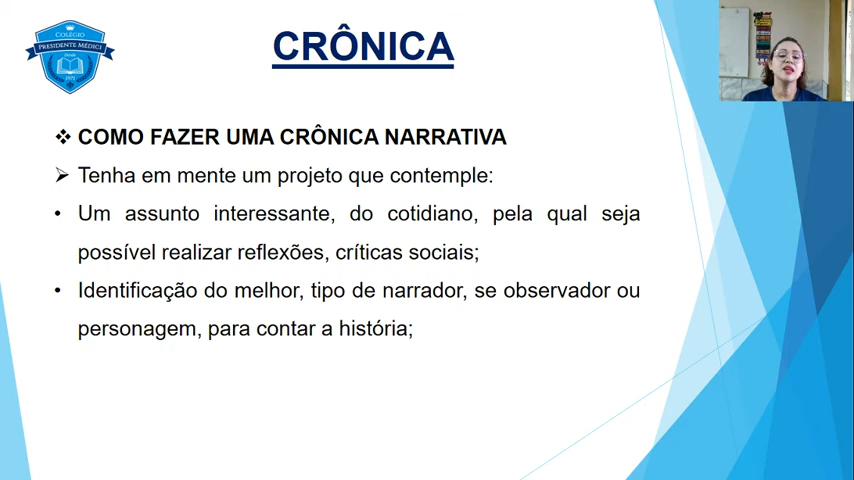 COLÉGIO
PRESIDENTE MÉDICI
Desde
1971
CRÔNICA
❖ COMO FAZER UMA CRÔNICA NARRATIVA
➢ Tenha em mente um projeto que contemple:
• Um assunto interessante, do cotidiano, pela qual seja
possível realizar reflexões, críticas sociais;
• Identificação do melhor, tipo de narrador, se observador ou
personagem, para contar a história;